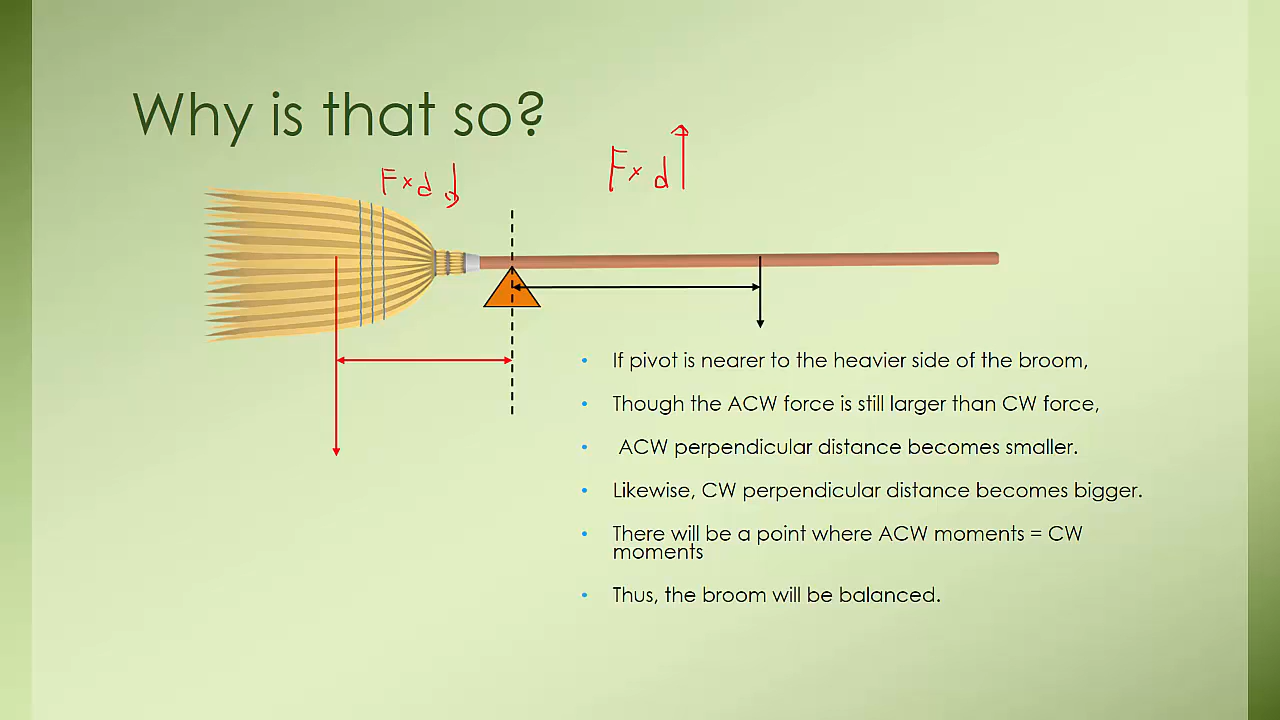 Why is that so?
F × d ↓
F × d ↑
• If pivot is nearer to the heavier side of the broom,
• Though the ACW force is still larger than CW force,
• ACW perpendicular distance becomes smaller.
• Likewise, CW perpendicular distance becomes bigger.
• There will be a point where ACW moments = CW
moments
• Thus, the broom will be balanced.